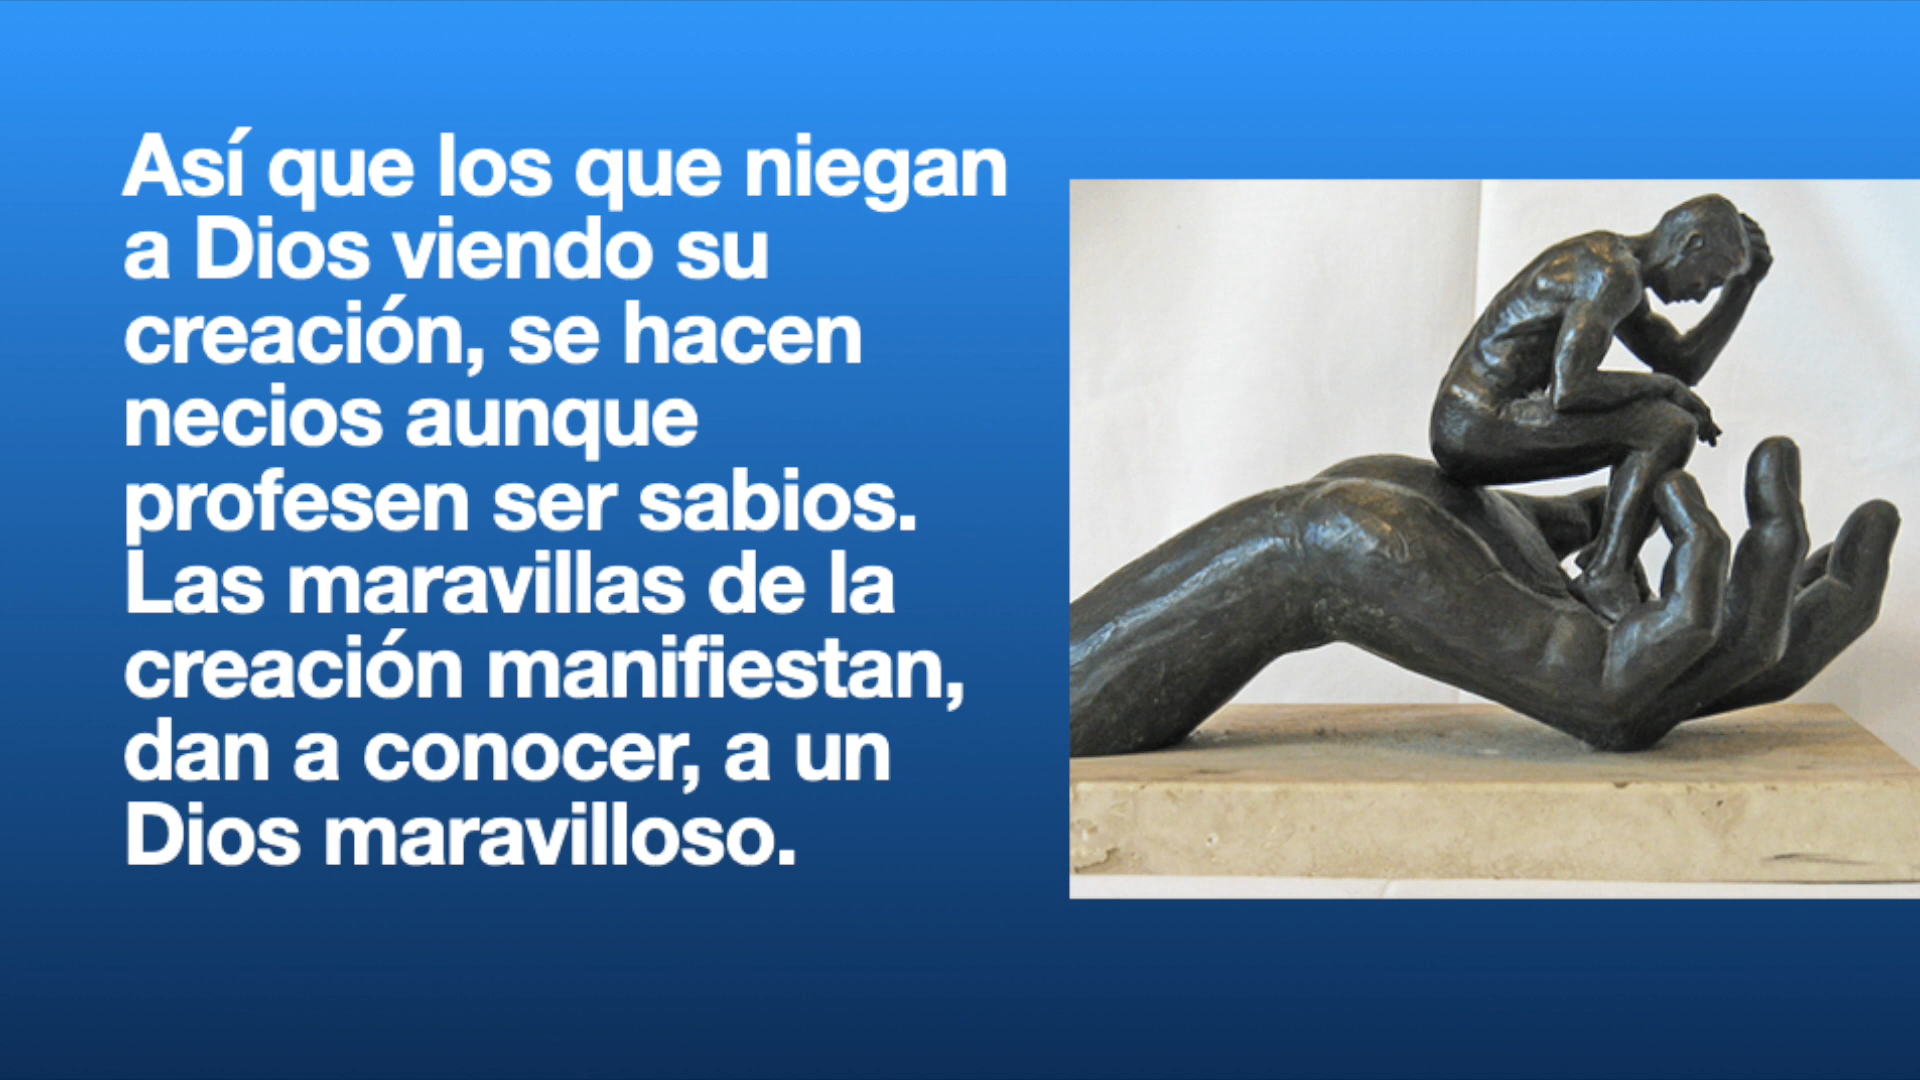 Así que los que niegan
a Dios viendo su
creación, se hacen
necios aunque
profesen ser sabios.
Las maravillas de la
creación manifiestan,
dan a conocer, a un
Dios maravilloso.